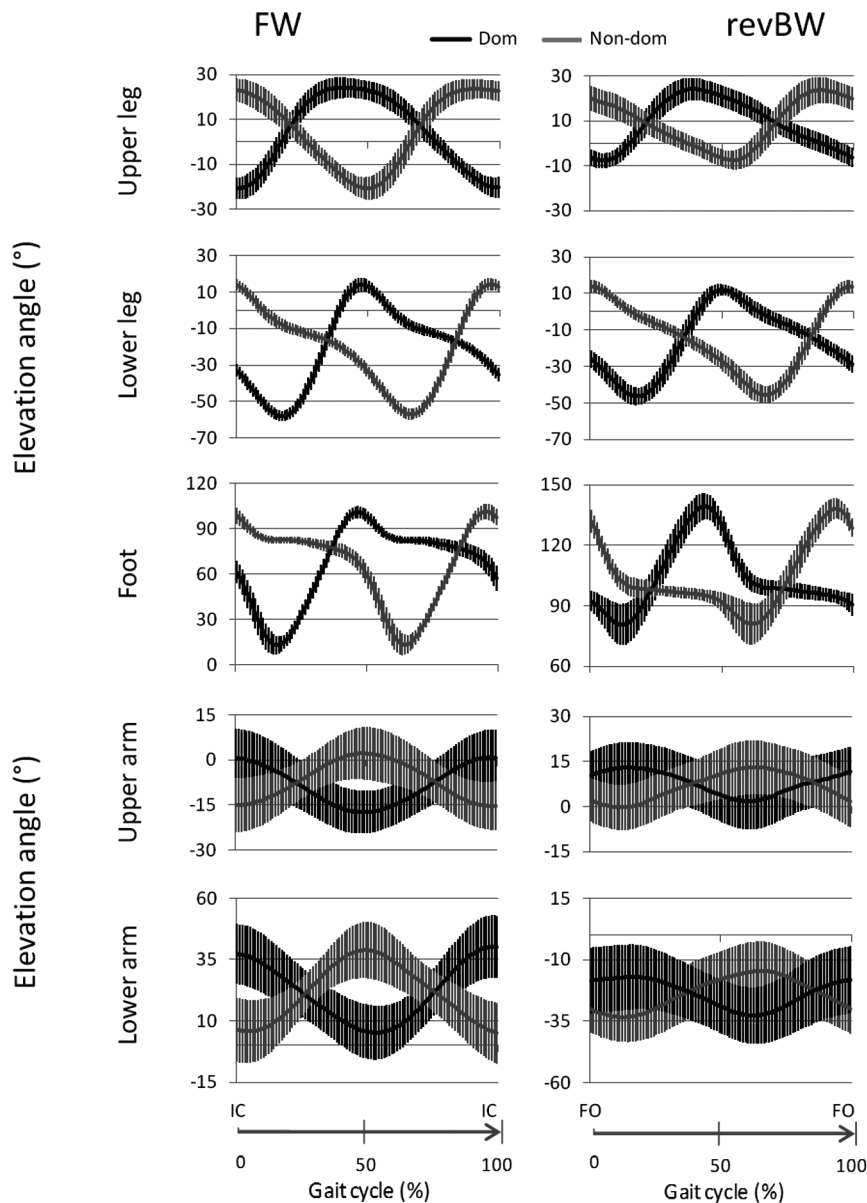 FW
Dom
Non-dom
revBW
Elevation angle (°)
Upper leg
30
10
-10
-30
30
10
-10
-30
Lower leg
10
-10
-30
-50
-70
10
-10
-30
-50
-70
Foot
120
90
60
30
0
150
120
90
60
Elevation angle (°)
Upper arm
15
0
-15
-30
30
15
0
-15
Lower arm
60
35
10
-15
15
-10
-35
-60
IC IC
FO FO
0 50 100
0 50 100
Gait cycle (%)
Gait cycle (%)